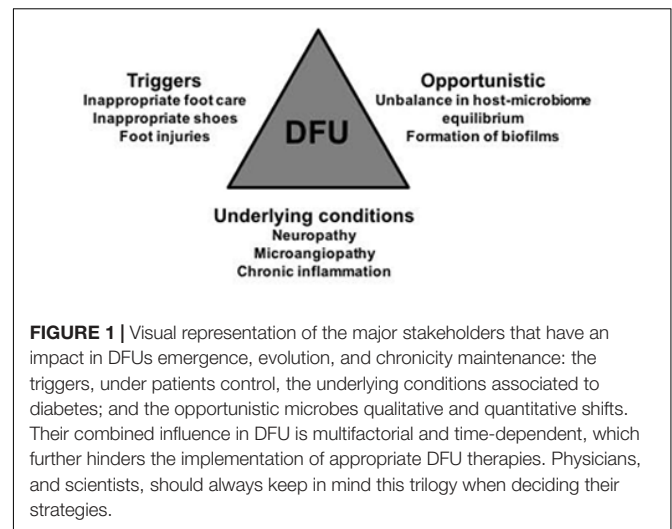 Triggers
Inappropriate foot care
Inappropriate shoes
Foot injuries
DFU
Opportunistic
Unbalance in host-microbiome
equilibrium
Formation of biofilms
Underlying conditions
Neuropathy
Microangiopathy
Chronic inflammation
FIGURE 1 | Visual representation of the major stakeholders that have an
impact in DFUs emergence, evolution, and chronicity maintenance: the
triggers, under patients control, the underlying conditions associated to
diabetes; and the opportunistic microbes qualitative and quantitative shifts.
Their combined influence in DFU is multifactorial and time-dependent, which
further hinders the implementation of appropriate DFU therapies. Physicians,
and scientists, should always keep in mind this trilogy when deciding their
strategies.